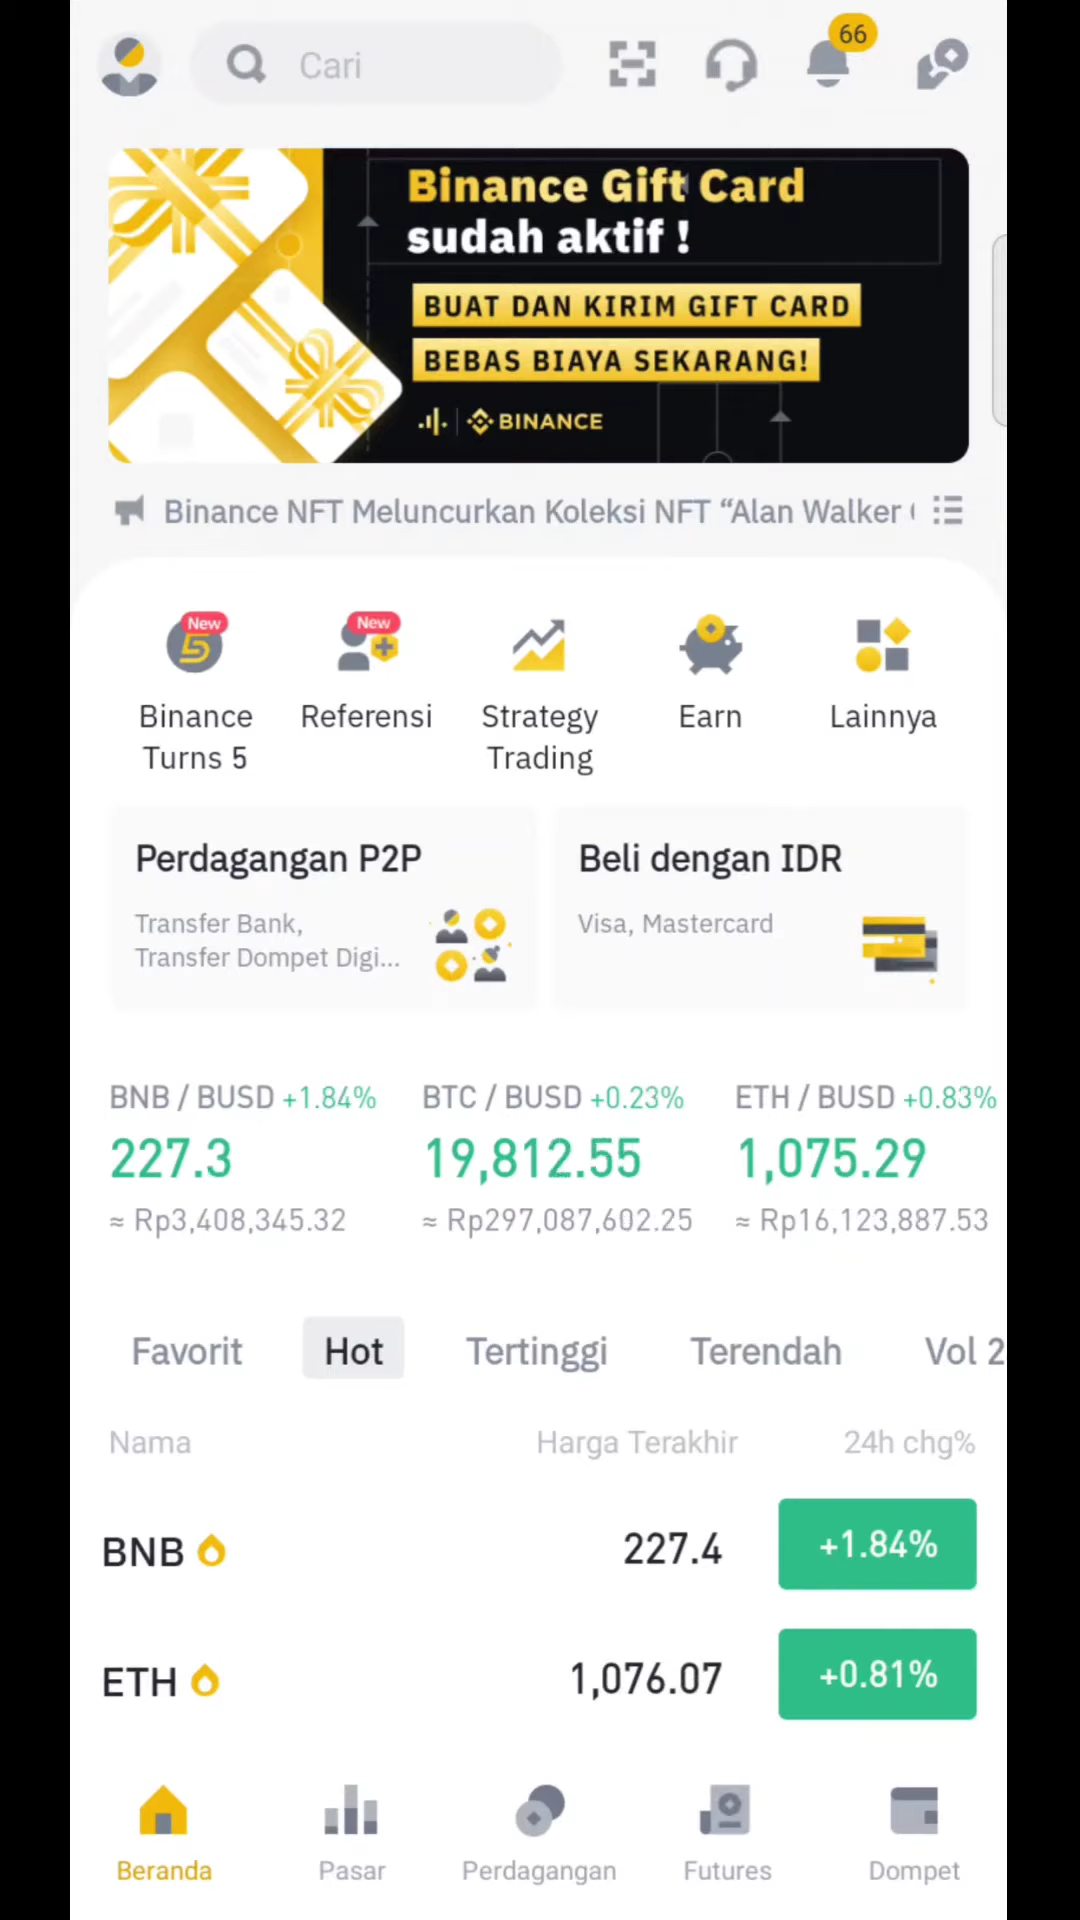 Cari
66
Binance Gift Card
sudah aktif !
BUAT DAN KIRIM GIFT CARD
BEBAS BIAYA SEKARANG!
BINANCE
Binance NFT Meluncurkan Koleksi NFT “Alan Walker
New
New
Binance
Turns 5
Referensi
Strategy
Trading
Earn
Lainnya
Perdagangan P2P
Transfer Bank,
Transfer Dompet Digi...
Beli dengan IDR
Visa, Mastercard
BNB / BUSD +1.84%
227.3
≈ Rp3,408,345.32
BTC / BUSD +0.23%
19,812.55
≈ Rp297,087,602.25
ETH / BUSD +0.83%
1,075.29
≈ Rp16,123,887.53
Favorit Hot Tertinggi Terendah Vol 2
Nama Harga Terakhir 24h chg%
BNB 227.4 +1.84%
ETH 1,076.07 +0.81%
Beranda Pasar Perdagangan Futures Dompet